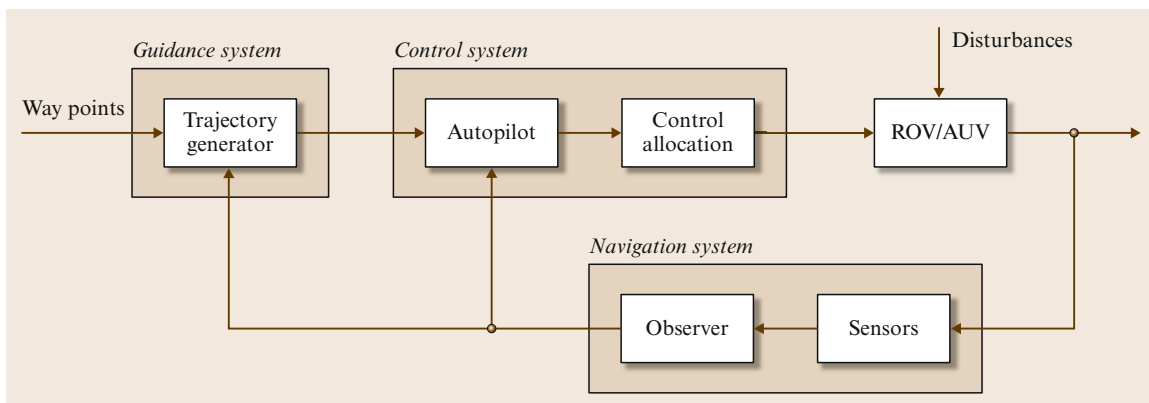 Guidance system
Control system
Disturbances
Way points
Trajectory
generator
Autopilot
Control
allocation
ROV/AUV
Navigation system
Observer
Sensors